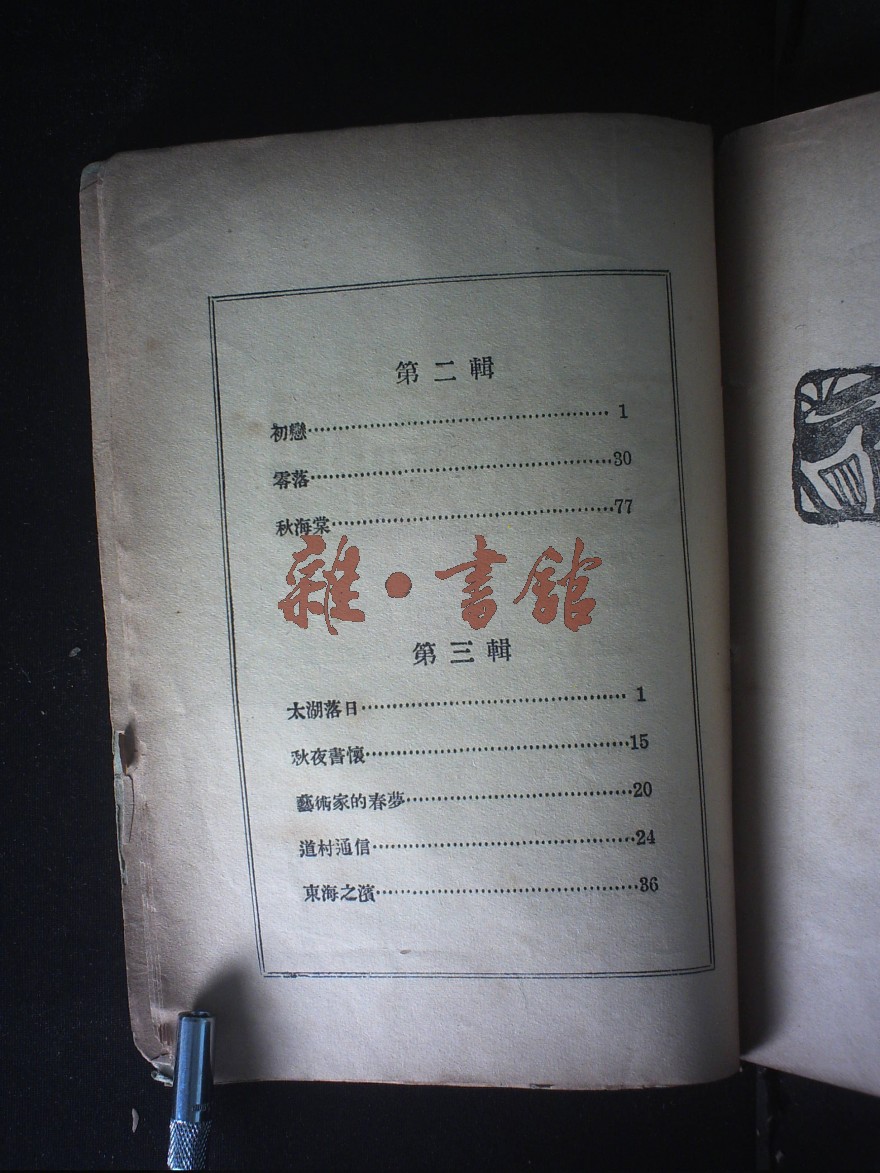 第二輯
初戀……1
零落……30
秋海棠……77
雜·書館
第三輯
太湖落日……1
秋夜書懷……15
藝術家的春夢……20
道村通信……24
東海之濱……36